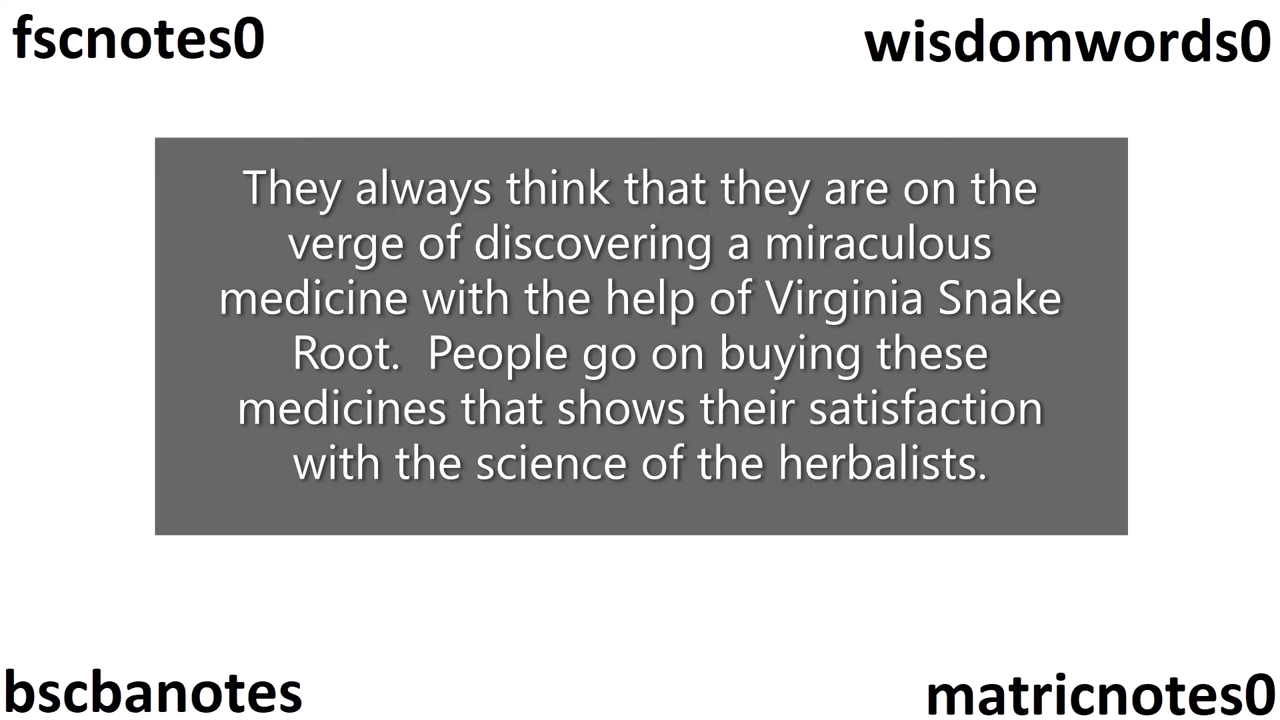 fscnotes0
wisdomwords0
They always think that they are on the
verge of discovering a miraculous
medicine with the help of Virginia Snake
Root.  People go on buying these
medicines that shows their satisfaction
with the science of the herbalists.
bscbanotes
matricnotes0